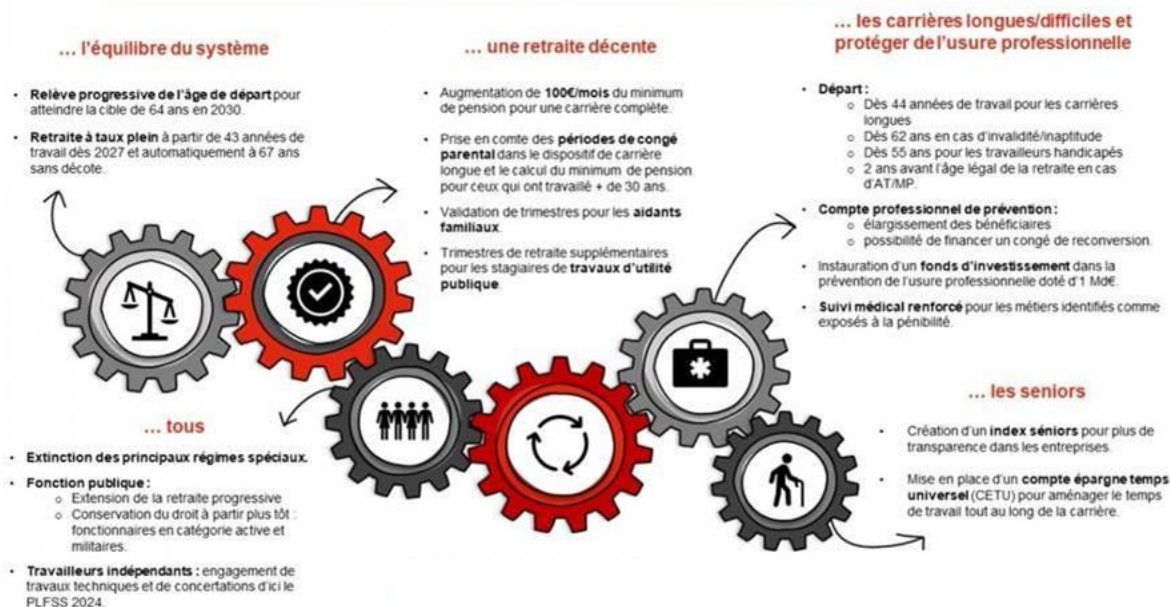 ... l'équilibre du système
• Relève progressive de l'âge de départ pour
atteindre la cible de 64 ans en 2030.
• Retraite à taux plein à partir de 43 années de
travail dès 2027 et automatiquement à 67 ans
sans décote.
... une retraite décente
• Augmentation de 100€/mois du minimum
de pension pour une carrière complète.
• Prise en comte des périodes de congé
parental dans le dispositif de carrière
longue et le calcul du minimum de pension
pour ceux qui ont travaillé + de 30 ans.
• Validation de trimestres pour les aidants
familiaux.
• Trimestres de retraite supplémentaires
pour les stagiaires de travaux d'utilité
publique.
... les carrières longues/difficiles et
protéger de l'usure professionnelle
• Départ :
o Dès 44 années de travail pour les carrières
longues
o Dès 62 ans en cas d'invalidité/inaptitude
o Dès 55 ans pour les travailleurs handicapés
o 2 ans avant l'âge légal de la retraite en cas
d'AT/MP.
• Compte professionnel de prévention :
o élargissement des bénéficiaires
o possibilité de financer un congé de reconversion.
• Instauration d'un fonds d'investissement dans la
prévention de l'usure professionnelle doté d'1 Md€.
• Suivi médical renforcé pour les métiers identifiés comme
exposés à la pénibilité.
... tous
• Extinction des principaux régimes spéciaux.
• Fonction publique :
o Extension de la retraite progressive
o Conservation du droit à partir plus tôt :
fonctionnaires en catégorie active et
militaires.
• Travailleurs indépendants : engagement de
travaux techniques et de concertations d'ici le
PLFSS 2024.
... les seniors
• Création d'un index séniors pour plus de
transparence dans les entreprises.
• Mise en place d'un compte épargne temps
universel (CETU) pour aménager le temps
de travail tout au long de la carrière.